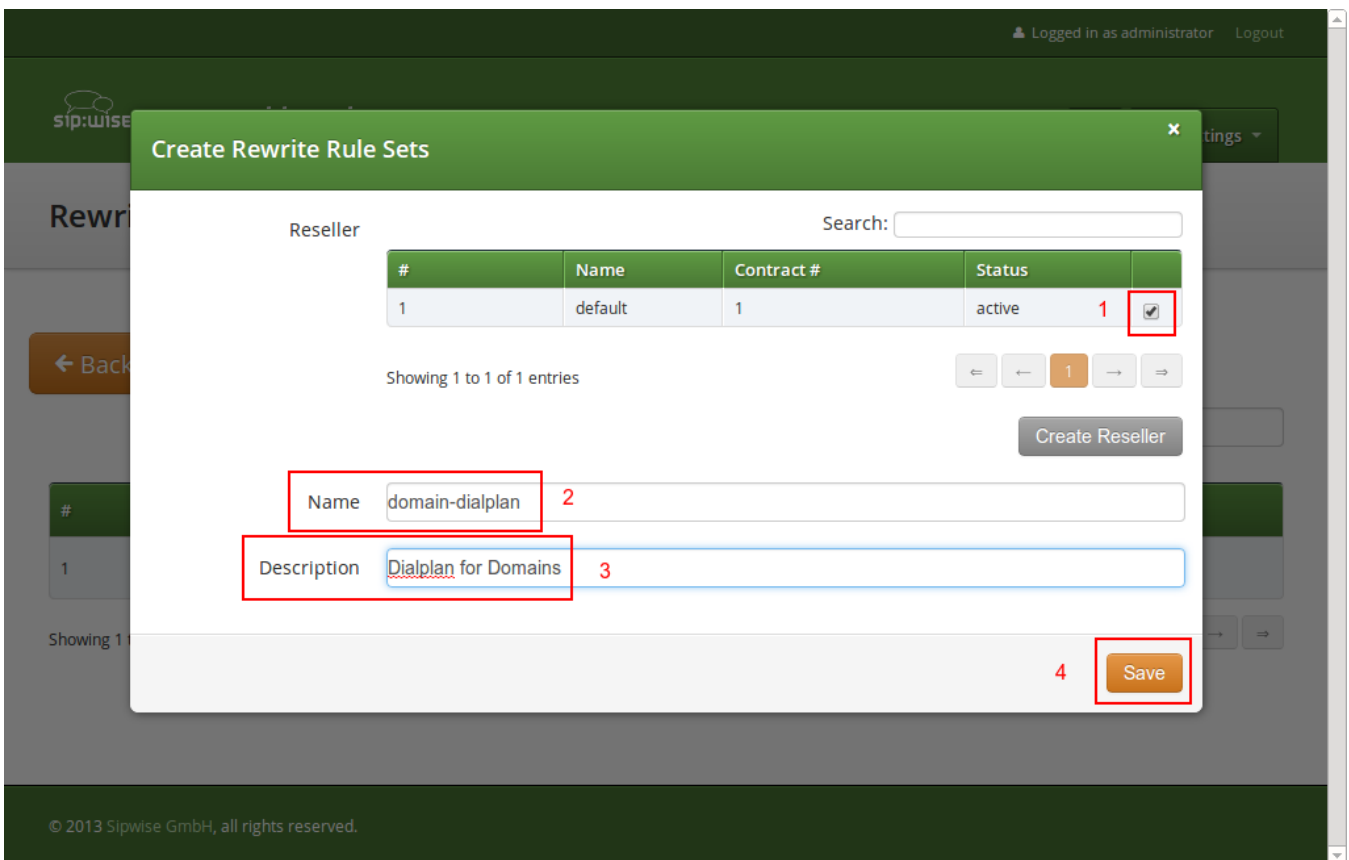 Logged in as administrator Logout
sip:wise
tings
Create Rewrite Rule Sets
×
Rewri
Reseller
Search:
# Name Contract # Status
1 default 1 active 1
← Back
Showing 1 to 1 of 1 entries
⇐ ← 1 → ⇒
Create Reseller
Name domain-dialplan 2
#
Description Dialplan for Domains 3
1
Showing 1
→ ⇒
4 Save
© 2013 Sipwise GmbH, all rights reserved.